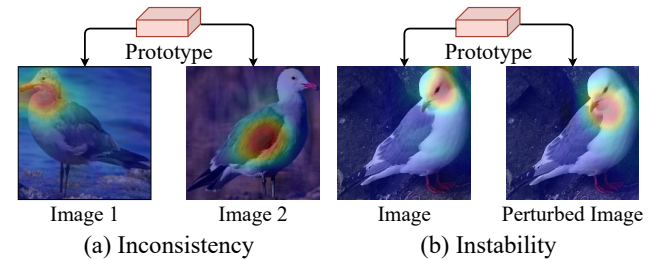 Prototype
Prototype
Image 1
Image 2
Image
Perturbed Image
(a) Inconsistency
(b) Instability